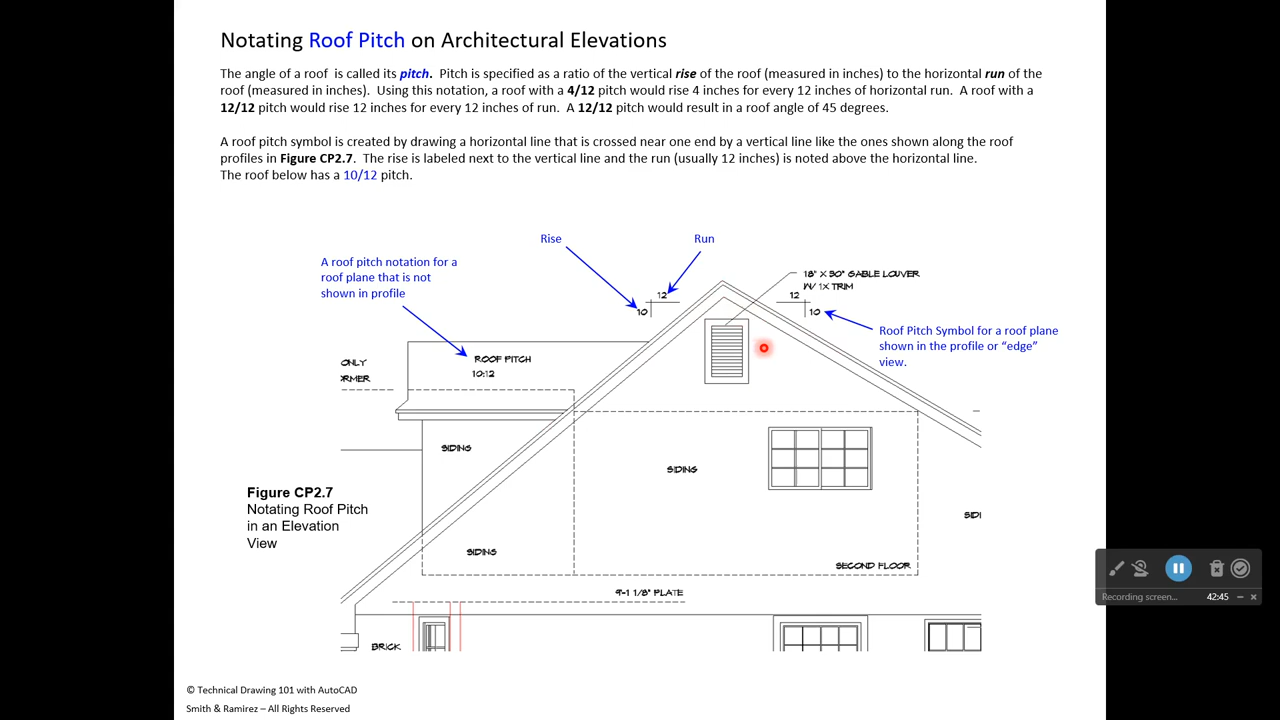 Notating Roof Pitch on Architectural Elevations
The angle of a roof is called its pitch. Pitch is specified as a ratio of the vertical rise of the roof (measured in inches) to the horizontal run of the
roof (measured in inches). Using this notation, a roof with a 4/12 pitch would rise 4 inches for every 12 inches of horizontal run. A roof with a
12/12 pitch would rise 12 inches for every 12 inches of run. A 12/12 pitch would result in a roof angle of 45 degrees.
A roof pitch symbol is created by drawing a horizontal line that is crossed near one end by a vertical line like the ones shown along the roof
profiles in Figure CP2.7. The rise is labeled next to the vertical line and the run (usually 12 inches) is noted above the horizontal line.
The roof below has a 10/12 pitch.
Rise
Run
A roof pitch notation for a
roof plane that is not
shown in profile
12
10
12
10
18" X 30" GABLE LOUVER
W/ 1X TRIM
Roof Pitch Symbol for a roof plane
shown in the profile or “edge”
view.
ROOF PITCH
10:12
ONLY
ORMER
SIDING
SIDING
SIDING
SIDI
Figure CP2.7
Notating Roof Pitch
in an Elevation
View
SECOND FLOOR
9'-1 1/8" PLATE
BRICK
Recording screen...
42:45
© Technical Drawing 101 with AutoCAD
Smith & Ramirez – All Rights Reserved